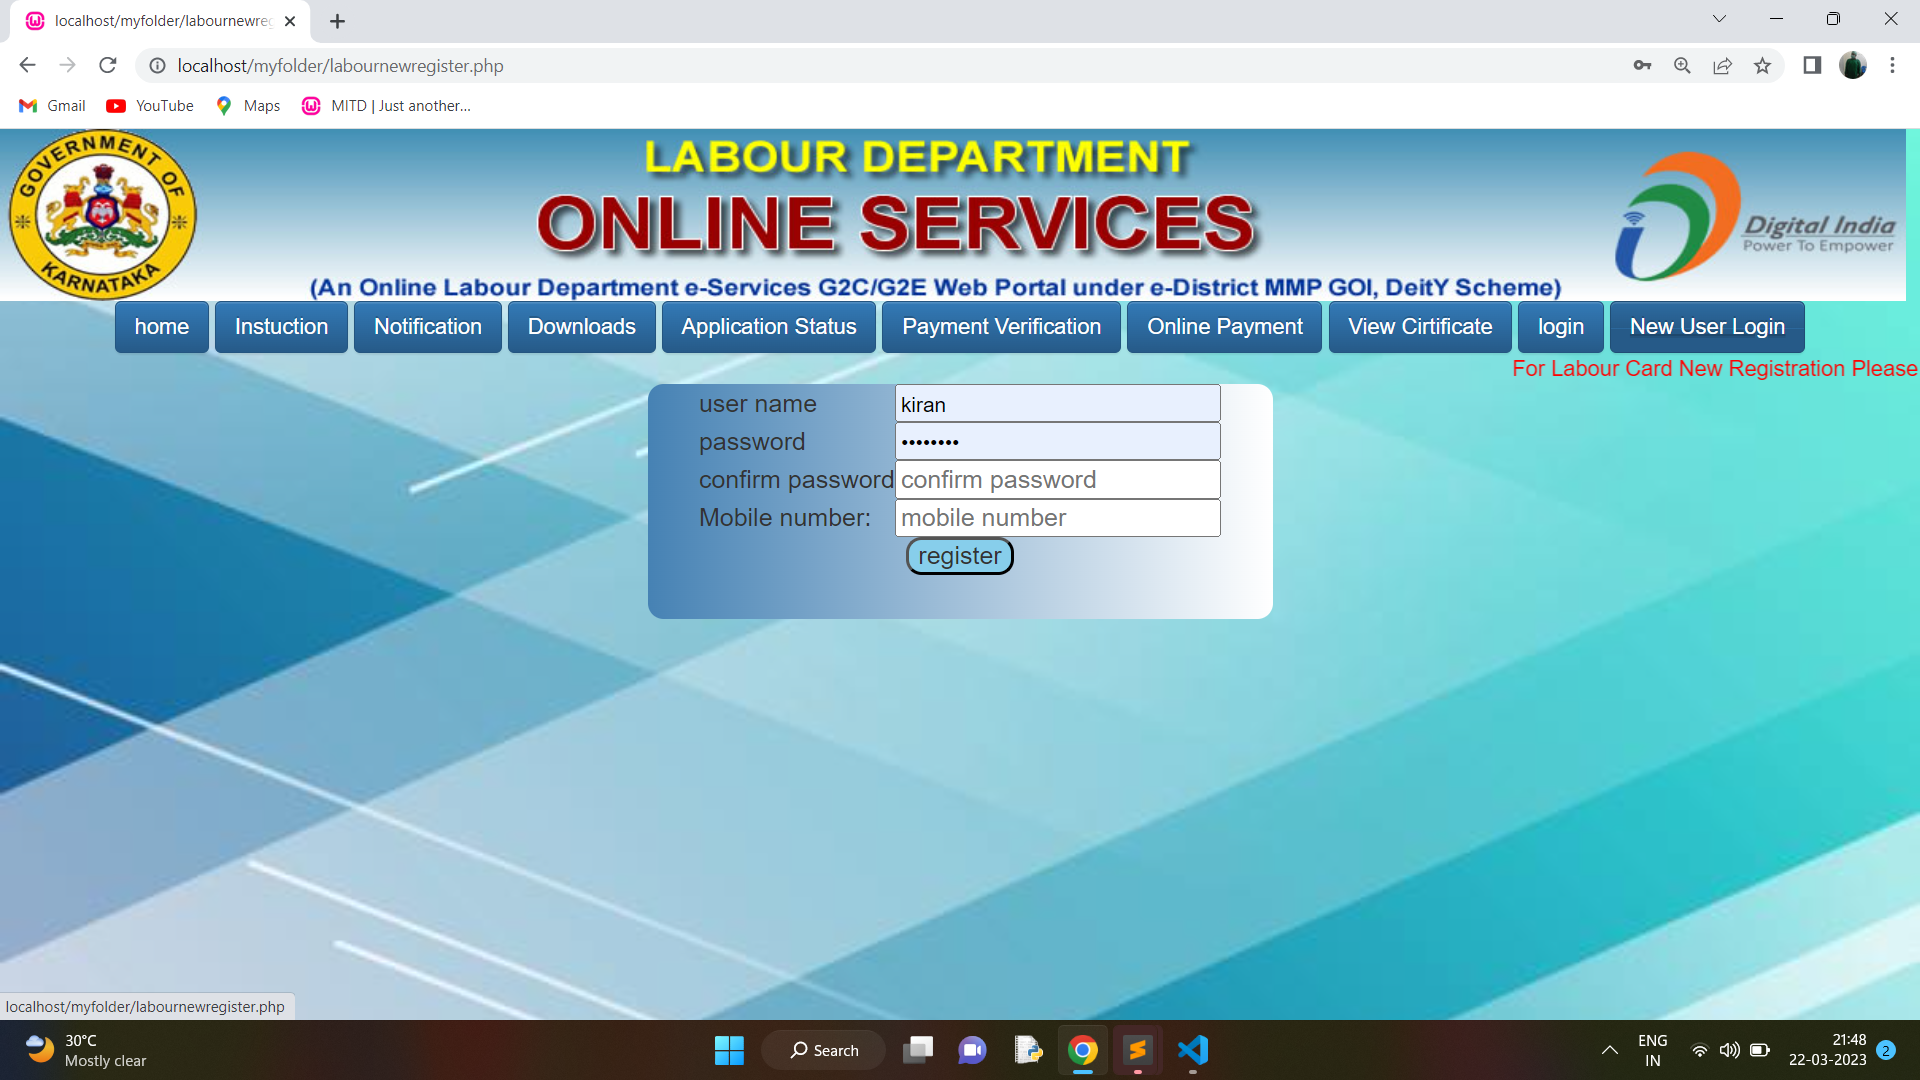 localhost/myfolder/labournewreg
localhost/myfolder/labournewregister.php
Gmail YouTube Maps MITD | Just another...
GOVERNMENT OF KARNATAKA
LABOUR DEPARTMENT
ONLINE SERVICES
(An Online Labour Department e-Services G2C/G2E Web Portal under e-District MMP GOI, DeitY Scheme)
Digital India
Power To Empower
home Instuction Notification Downloads Application Status Payment Verification Online Payment View Cirtificate login New User Login
For Labour Card New Registration Please
user name kiran
password ••••••••
confirm password confirm password
Mobile number: mobile number
register
localhost/myfolder/labournewregister.php
30°C
Mostly clear
Search
ENG
IN
21:48
22-03-2023
2